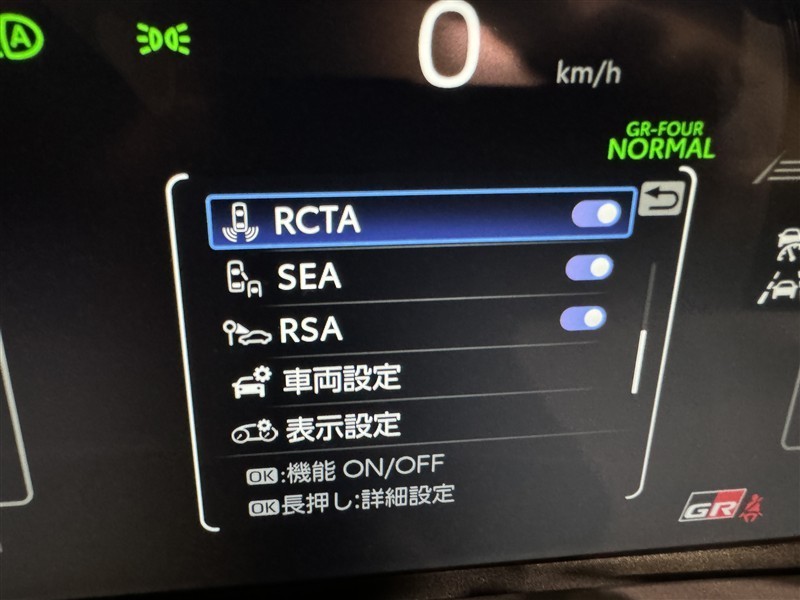 A
0
km/h
GR-FOUR
NORMAL
RCTA
SEA
RSA
車両設定
表示設定
OK:機能 ON/OFF
OK長押し:詳細設定
GR